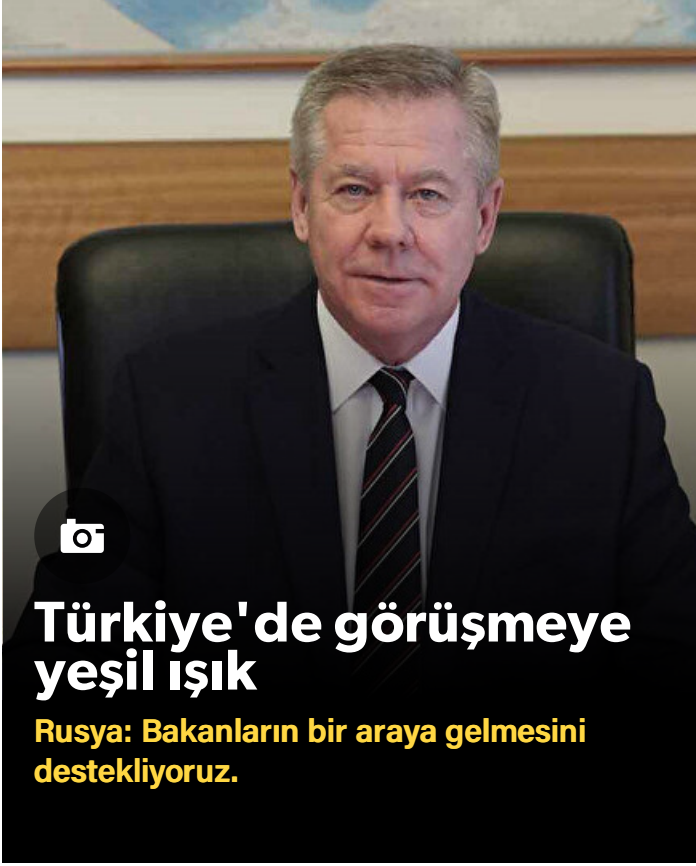 Türkiye'de görüşmeye
yeşil ışık
Rusya: Bakanların bir araya gelmesini
destekliyoruz.